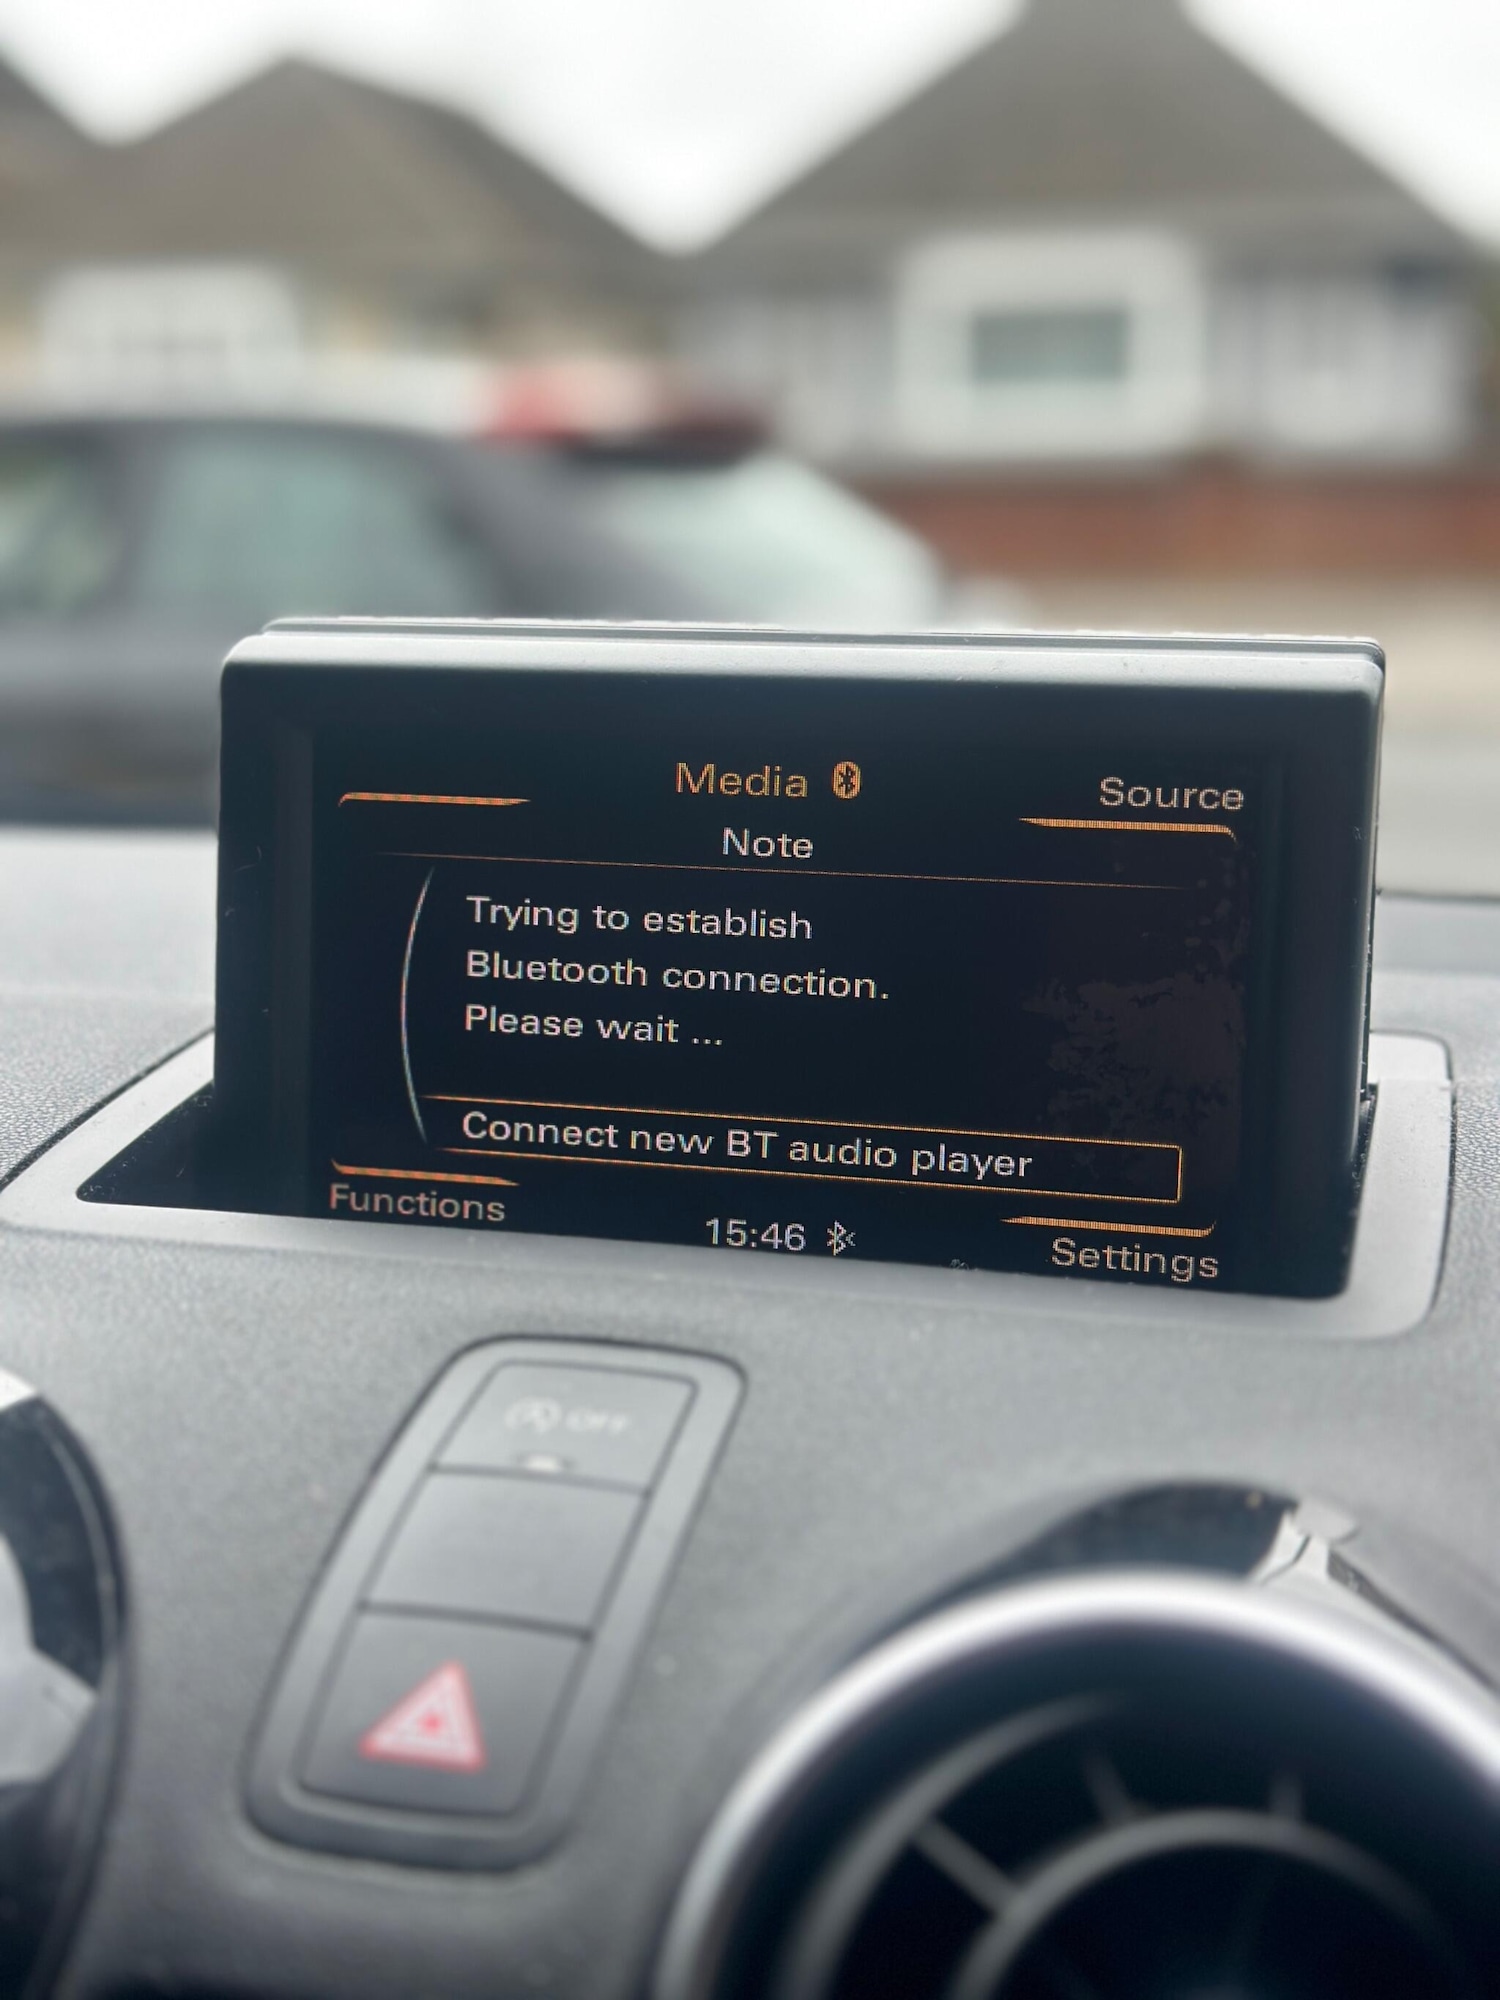 Media
Source
Note
Trying to establish
Bluetooth connection.
Please wait ...
Connect new BT audio player
Functions
15:46
Settings
OFF